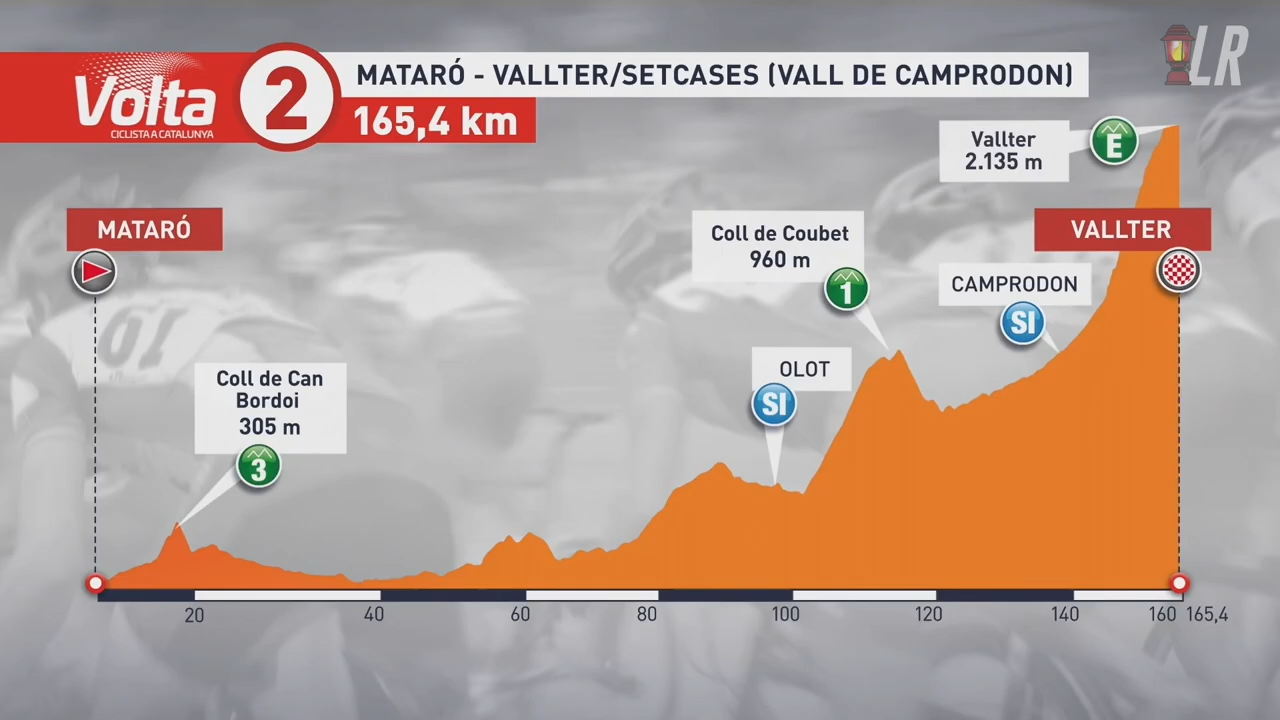 LR
Volta
CICLISTA A CATALUNYA
2
MATARÓ - VALLTER/SETCASES (VALL DE CAMPRODON)
165,4 km
Vallter
2.135 m
E
MATARÓ
VALLTER
Coll de Coubet
960 m
1
CAMPRODON
SI
OLOT
SI
Coll de Can
Bordoi
305 m
3
61
20 40 60 80 100 120 140 160 165,4